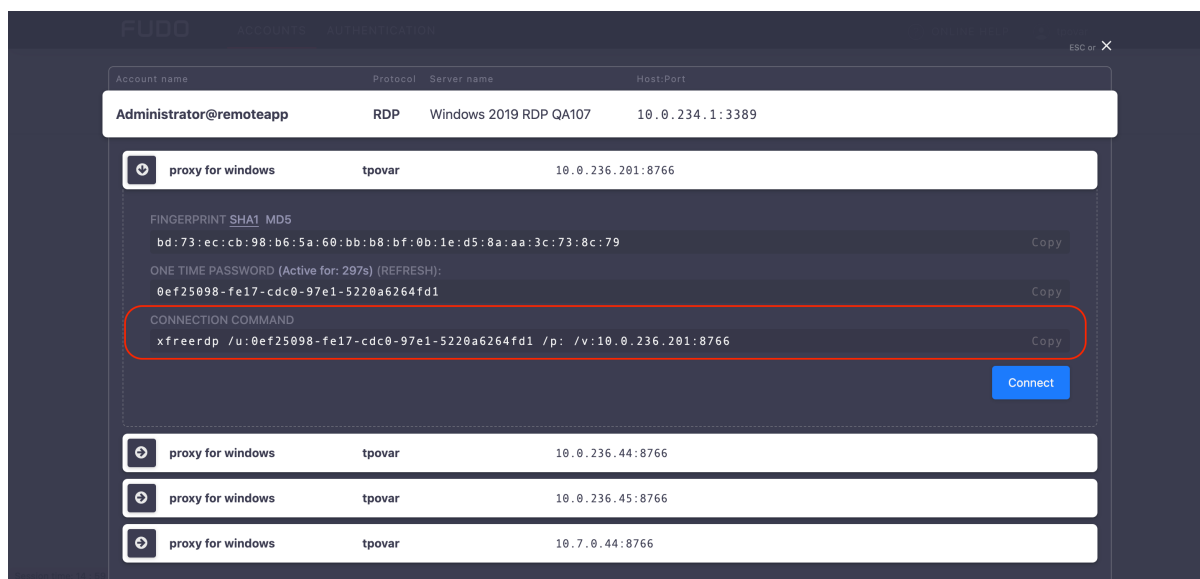 FUDO ACCOUNTS AUTHENTICATION
ESC or X
Account name Protocol Server name Host:Port
Administrator@remoteapp RDP Windows 2019 RDP QA107 10.0.234.1:3389
proxy for windows tpovar 10.0.236.201:8766
FINGERPRINT SHA1 MD5
bd:73:ec:cb:98:b6:5a:60:bb:b8:bf:0b:1e:d5:8a:aa:3c:73:8c:79 Copy
ONE TIME PASSWORD (Active for: 297s) (REFRESH):
0ef25098-fe17-cdc0-97e1-5220a6264fd1 Copy
CONNECTION COMMAND
xfreerdp /u:0ef25098-fe17-cdc0-97e1-5220a6264fd1 /p: /v:10.0.236.201:8766 Copy
Connect
proxy for windows tpovar 10.0.236.44:8766
proxy for windows tpovar 10.0.236.45:8766
proxy for windows tpovar 10.7.0.44:8766